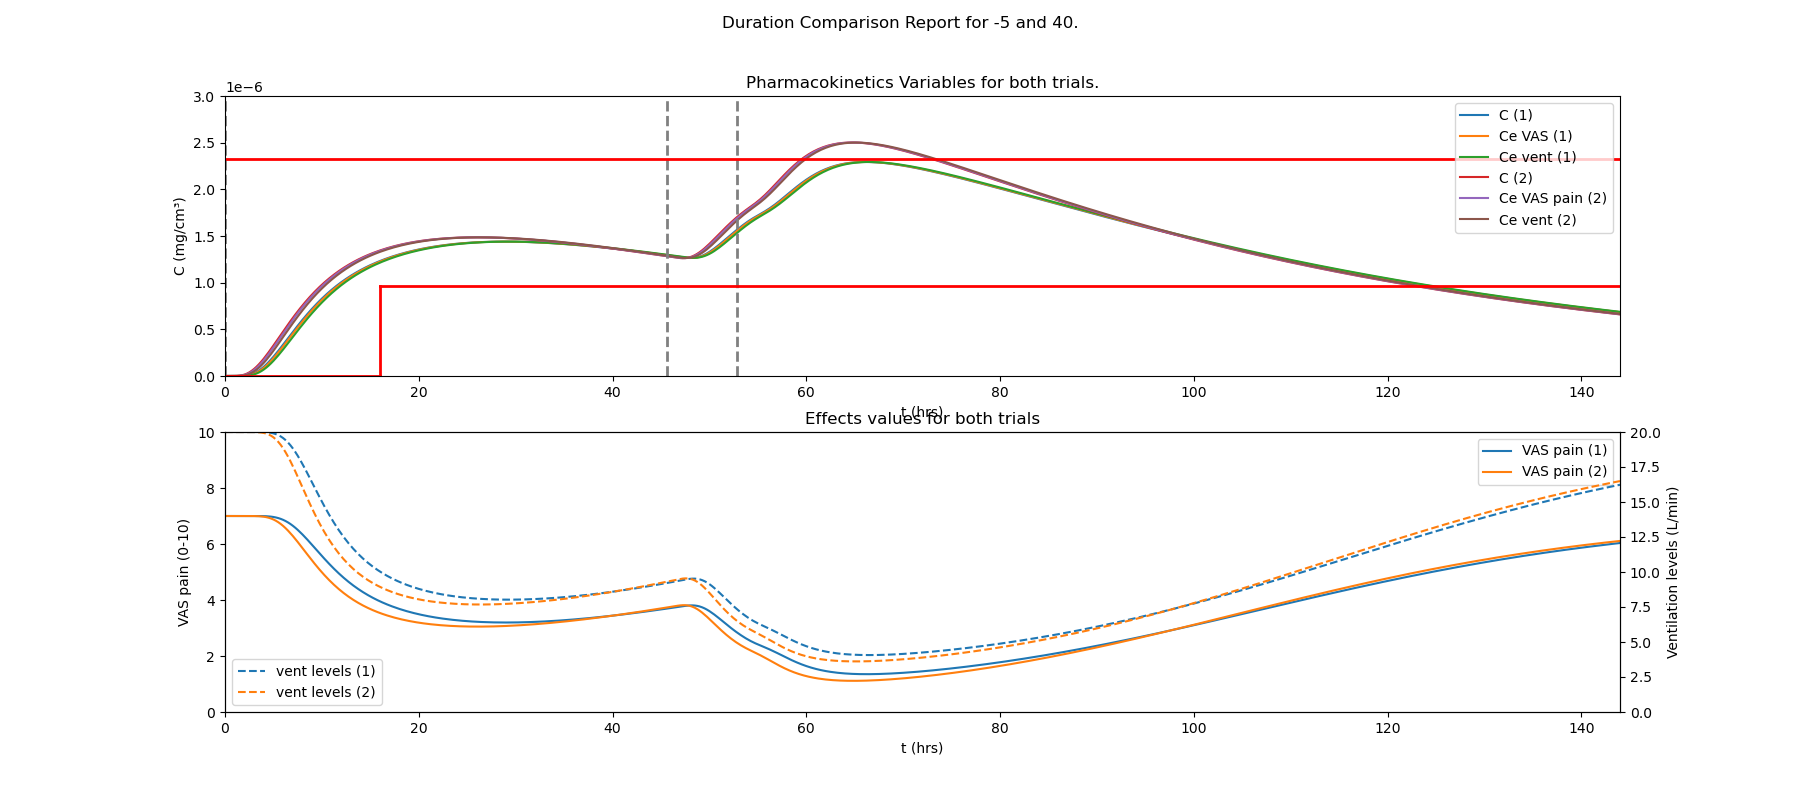 Duration Comparison Report for -5 and 40.
Pharmacokinetics Variables for both trials.
1e−6
3.0
2.5
2.0
1.5
1.0
0.5
0.0
C (mg/cm³)
C (1)
Ce VAS (1)
Ce vent (1)
C (2)
Ce VAS pain (2)
Ce vent (2)
0 20 40 60 80 100 120 140
t (hrs)
Effects values for both trials
10
8
6
4
2
0
VAS pain (0-10)
VAS pain (1)
VAS pain (2)
vent levels (1)
vent levels (2)
20.0
17.5
15.0
12.5
10.0
7.5
5.0
2.5
0.0
Ventilation levels (L/min)
0 20 40 60 80 100 120 140
t (hrs)